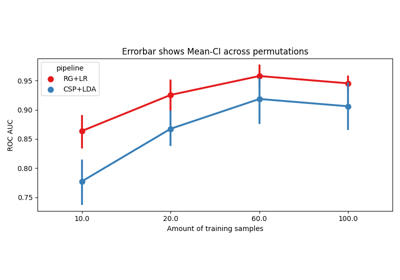 Errorbar shows Mean-CI across permutations
pipeline
RG+LR
CSP+LDA
ROC AUC
0.95
0.90
0.85
0.80
0.75
10.0 20.0 60.0 100.0
Amount of training samples